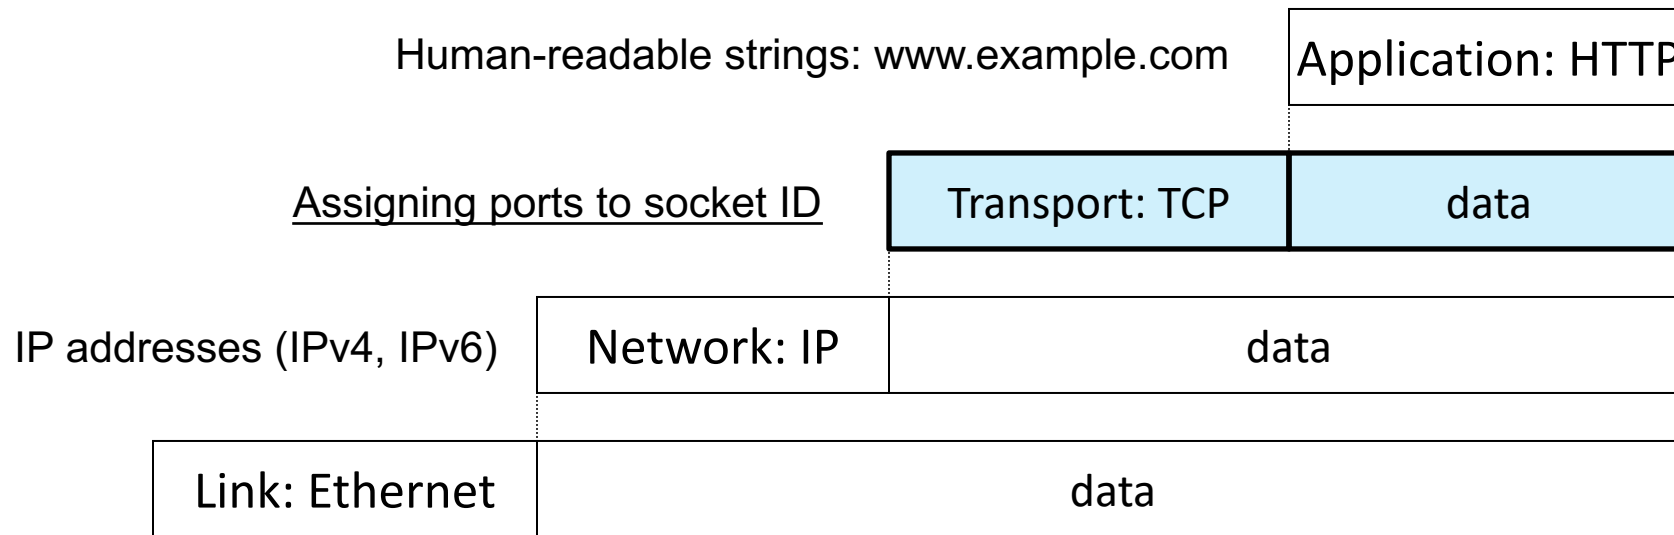 Human-readable strings: www.example.com
Application: HTTP
Assigning ports to socket ID
Transport: TCP
data
IP addresses (IPv4, IPv6)
Network: IP
data
Link: Ethernet
data